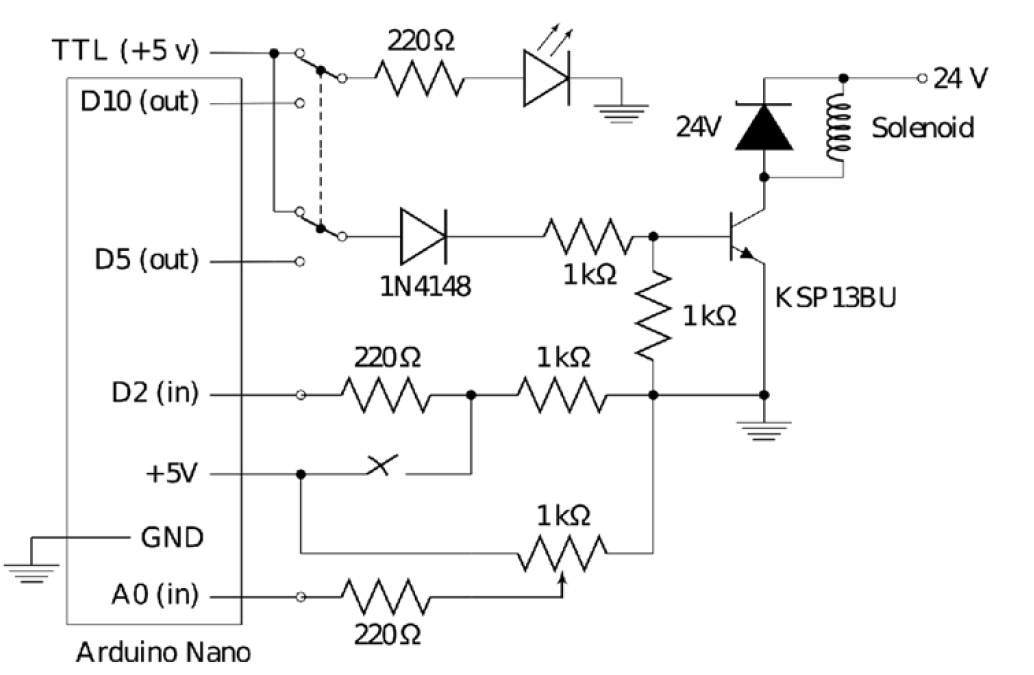 TTL (+5 v)
220Ω
24 V
D10 (out)
24V
Solenoid
D5 (out)
1N4148
1kΩ
KSP13BU
1kΩ
220Ω
1kΩ
D2 (in)
+5V
1kΩ
GND
A0 (in)
220Ω
Arduino Nano